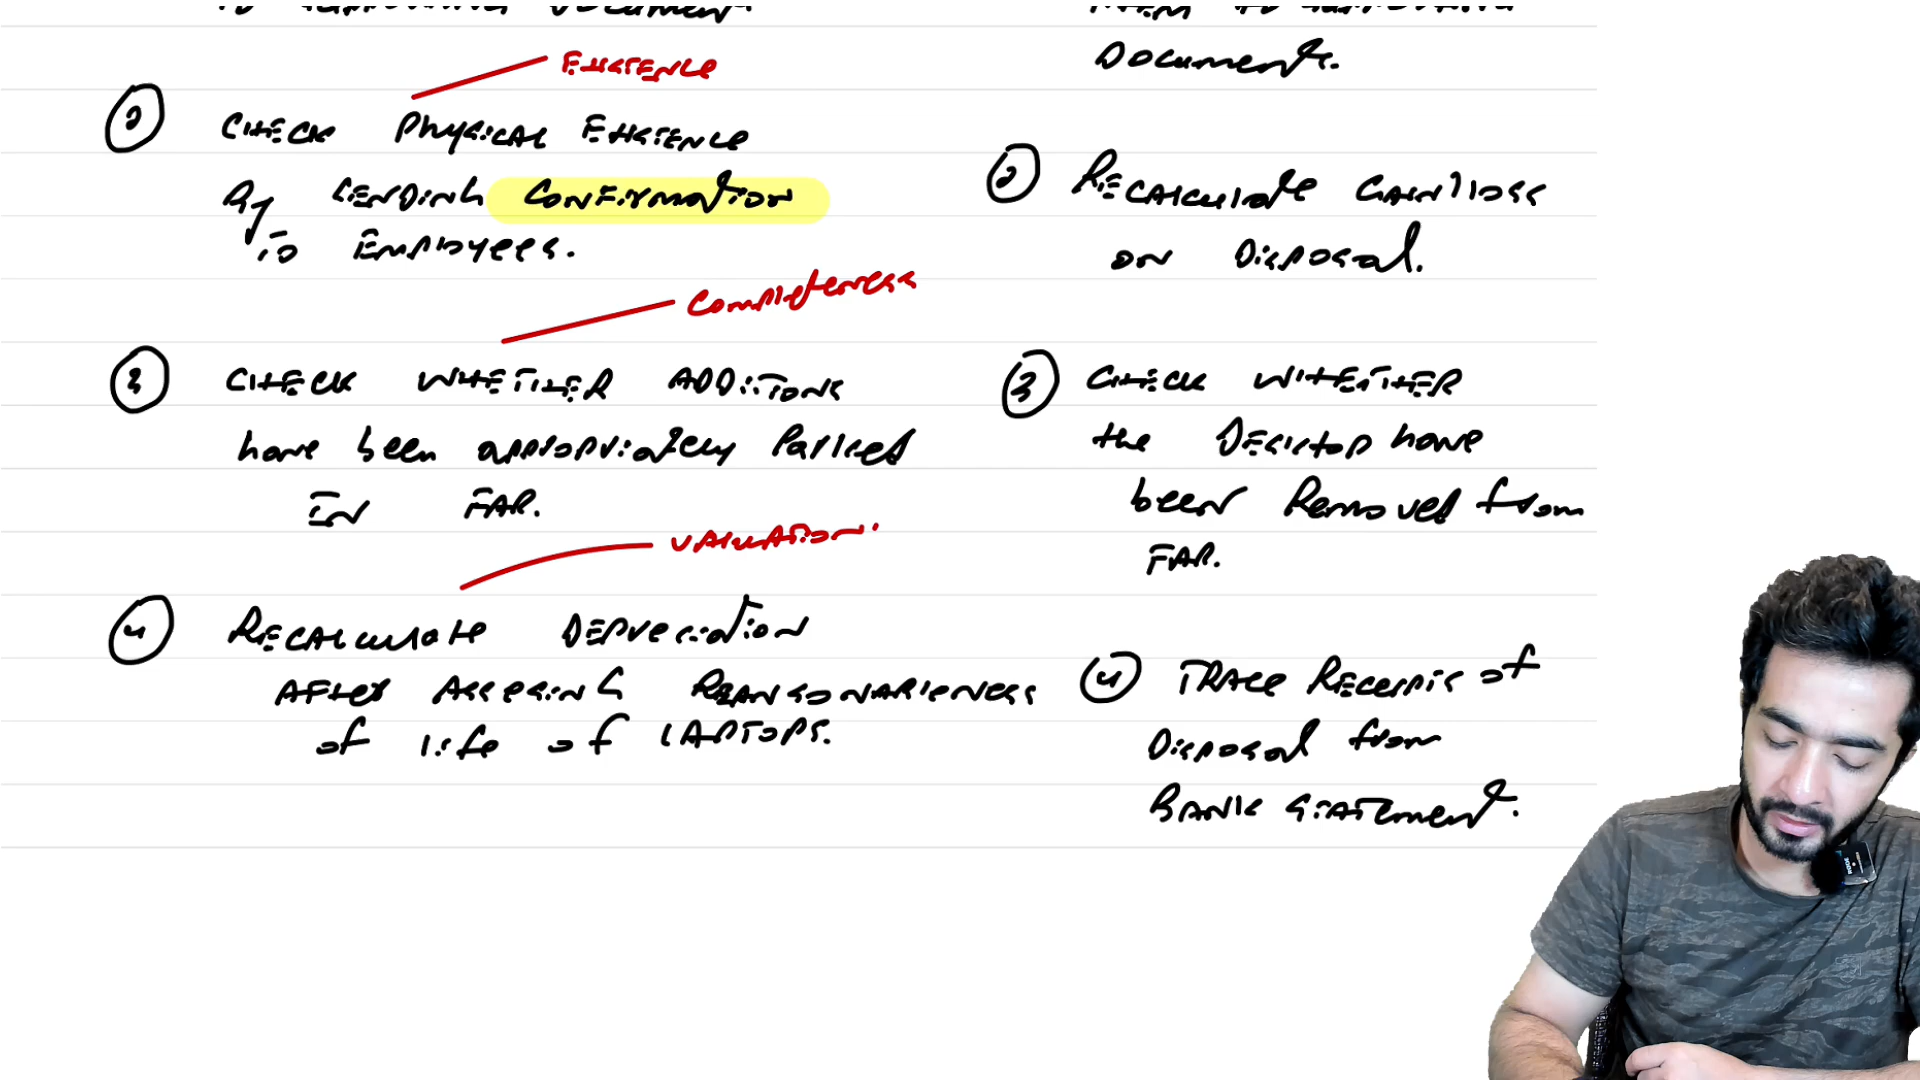 Document.
Documents.
Existence
② Check Physical Existence
By sending confirmation
to Employees.
Completeness
③ Check whether additions
have been appropriately Parked
in FAR.
Valuation.
④ Recalculate Depreciation
After Assessing Reasonableness
of life of laptops.
② Recalculate Gain/loss
on Disposal.
③ Check whether
the Desktop have
been Removed from
FAR.
④ Trace Receipts of
Disposal from
Bank Statement.